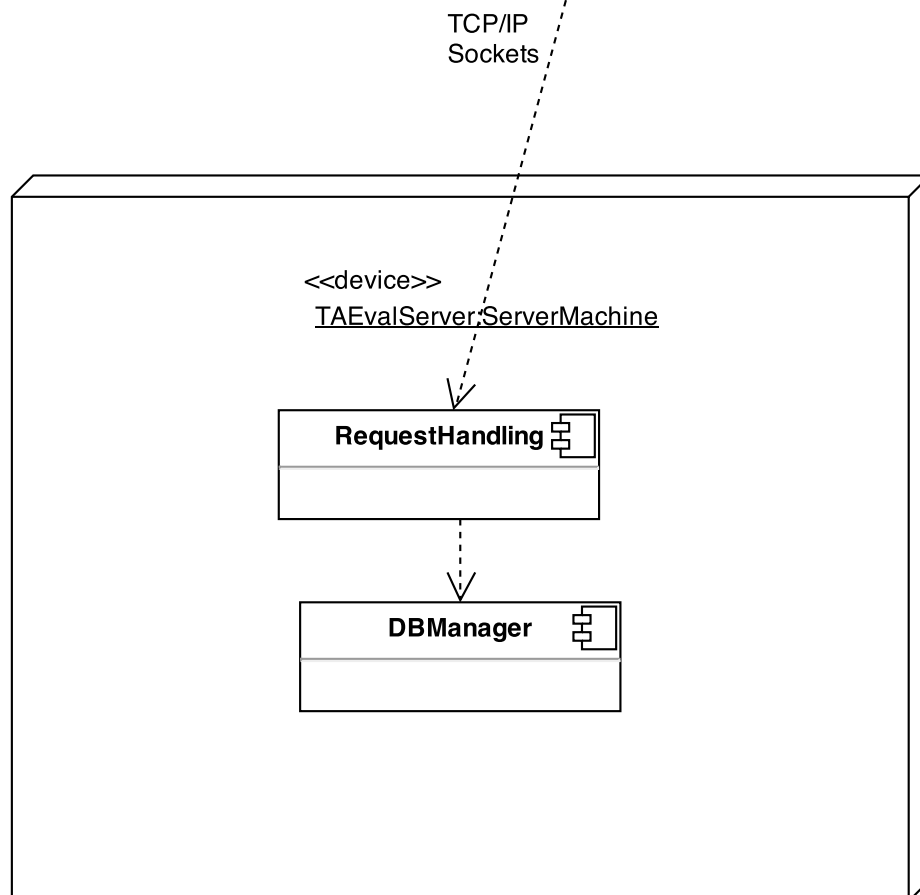 TCP/IP
Sockets
<<device>>
TAEvalServer:ServerMachine
RequestHandling
DBManager